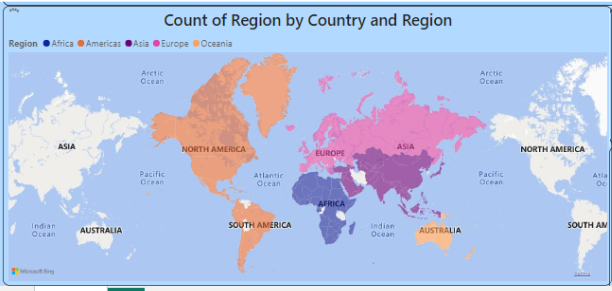 Count of Region by Country and Region
Region Africa Americas Asia Europe Oceania
Arctic
Ocean
Arctic
Ocean
ASIA
NORTH AMERICA
EUROPE
ASIA
NORTH AMERICA
Pacific
Ocean
Atlantic
Ocean
Pacific
Ocean
Atla
Oc
AFRICA
Indian
Ocean
AUSTRALIA
SOUTH AMERICA
Indian
Ocean
AUSTRALIA
SOUTH AM
Microsoft Bing